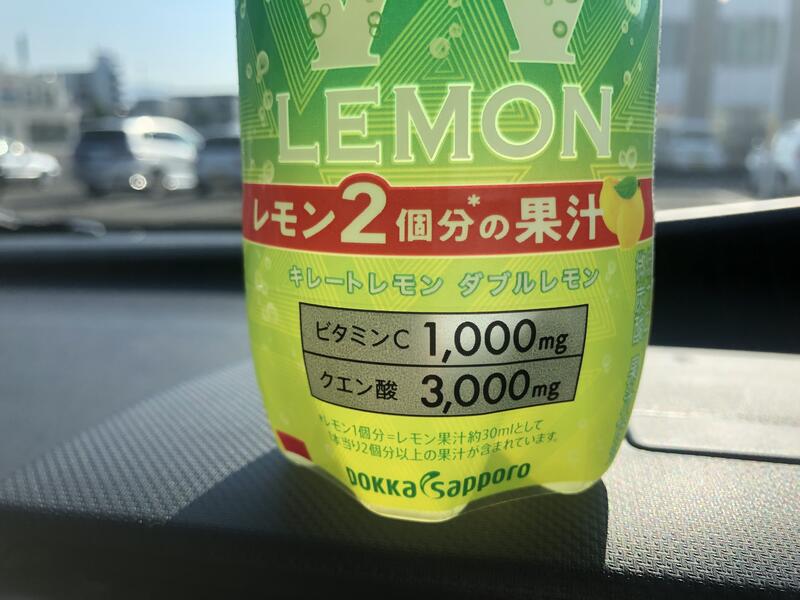 LEMON
レモン2個分*の果汁
キレートレモン ダブルレモン
ビタミンC 1,000mg
クエン酸 3,000mg
*レモン1個分=レモン果汁約30mlとして
1本当り2個分以上の果汁が含まれています。
POKKA sapporo